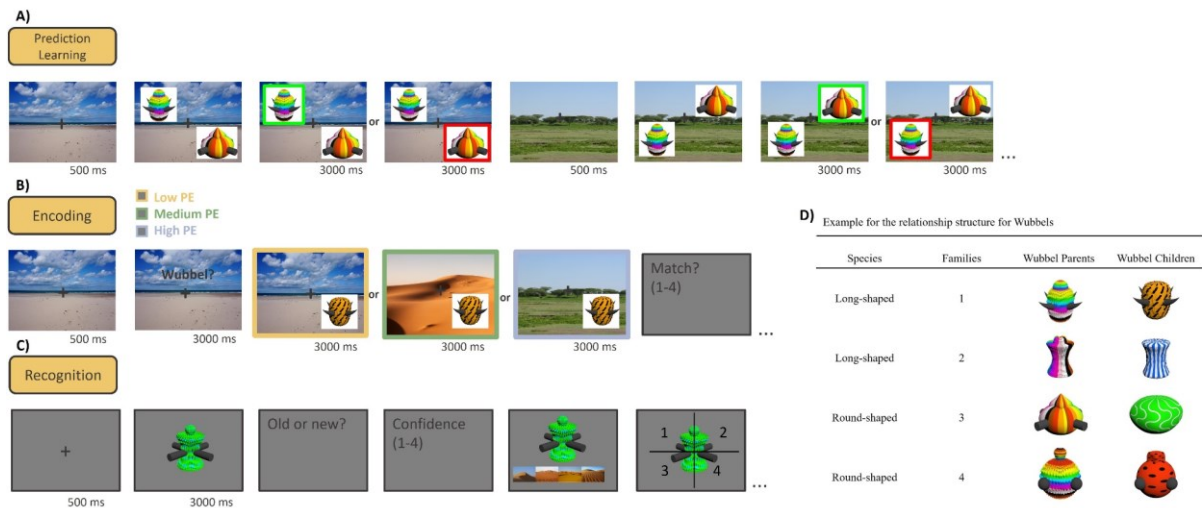 A)
Prediction
Learning
or
or
500 ms
3000 ms
3000 ms
500 ms
3000 ms
3000 ms
...
B)
Encoding
Low PE
Medium PE
High PE
Wubbel?
or
or
Match?
(1-4)
500 ms
3000 ms
3000 ms
3000 ms
3000 ms
...
C)
Recognition
Old or new?
Confidence
(1-4)
1 2
3 4
500 ms
3000 ms
...
D) Example for the relationship structure for Wubbels
Species Families Wubbel Parents Wubbel Children
Long-shaped 1
Long-shaped 2
Round-shaped 3
Round-shaped 4